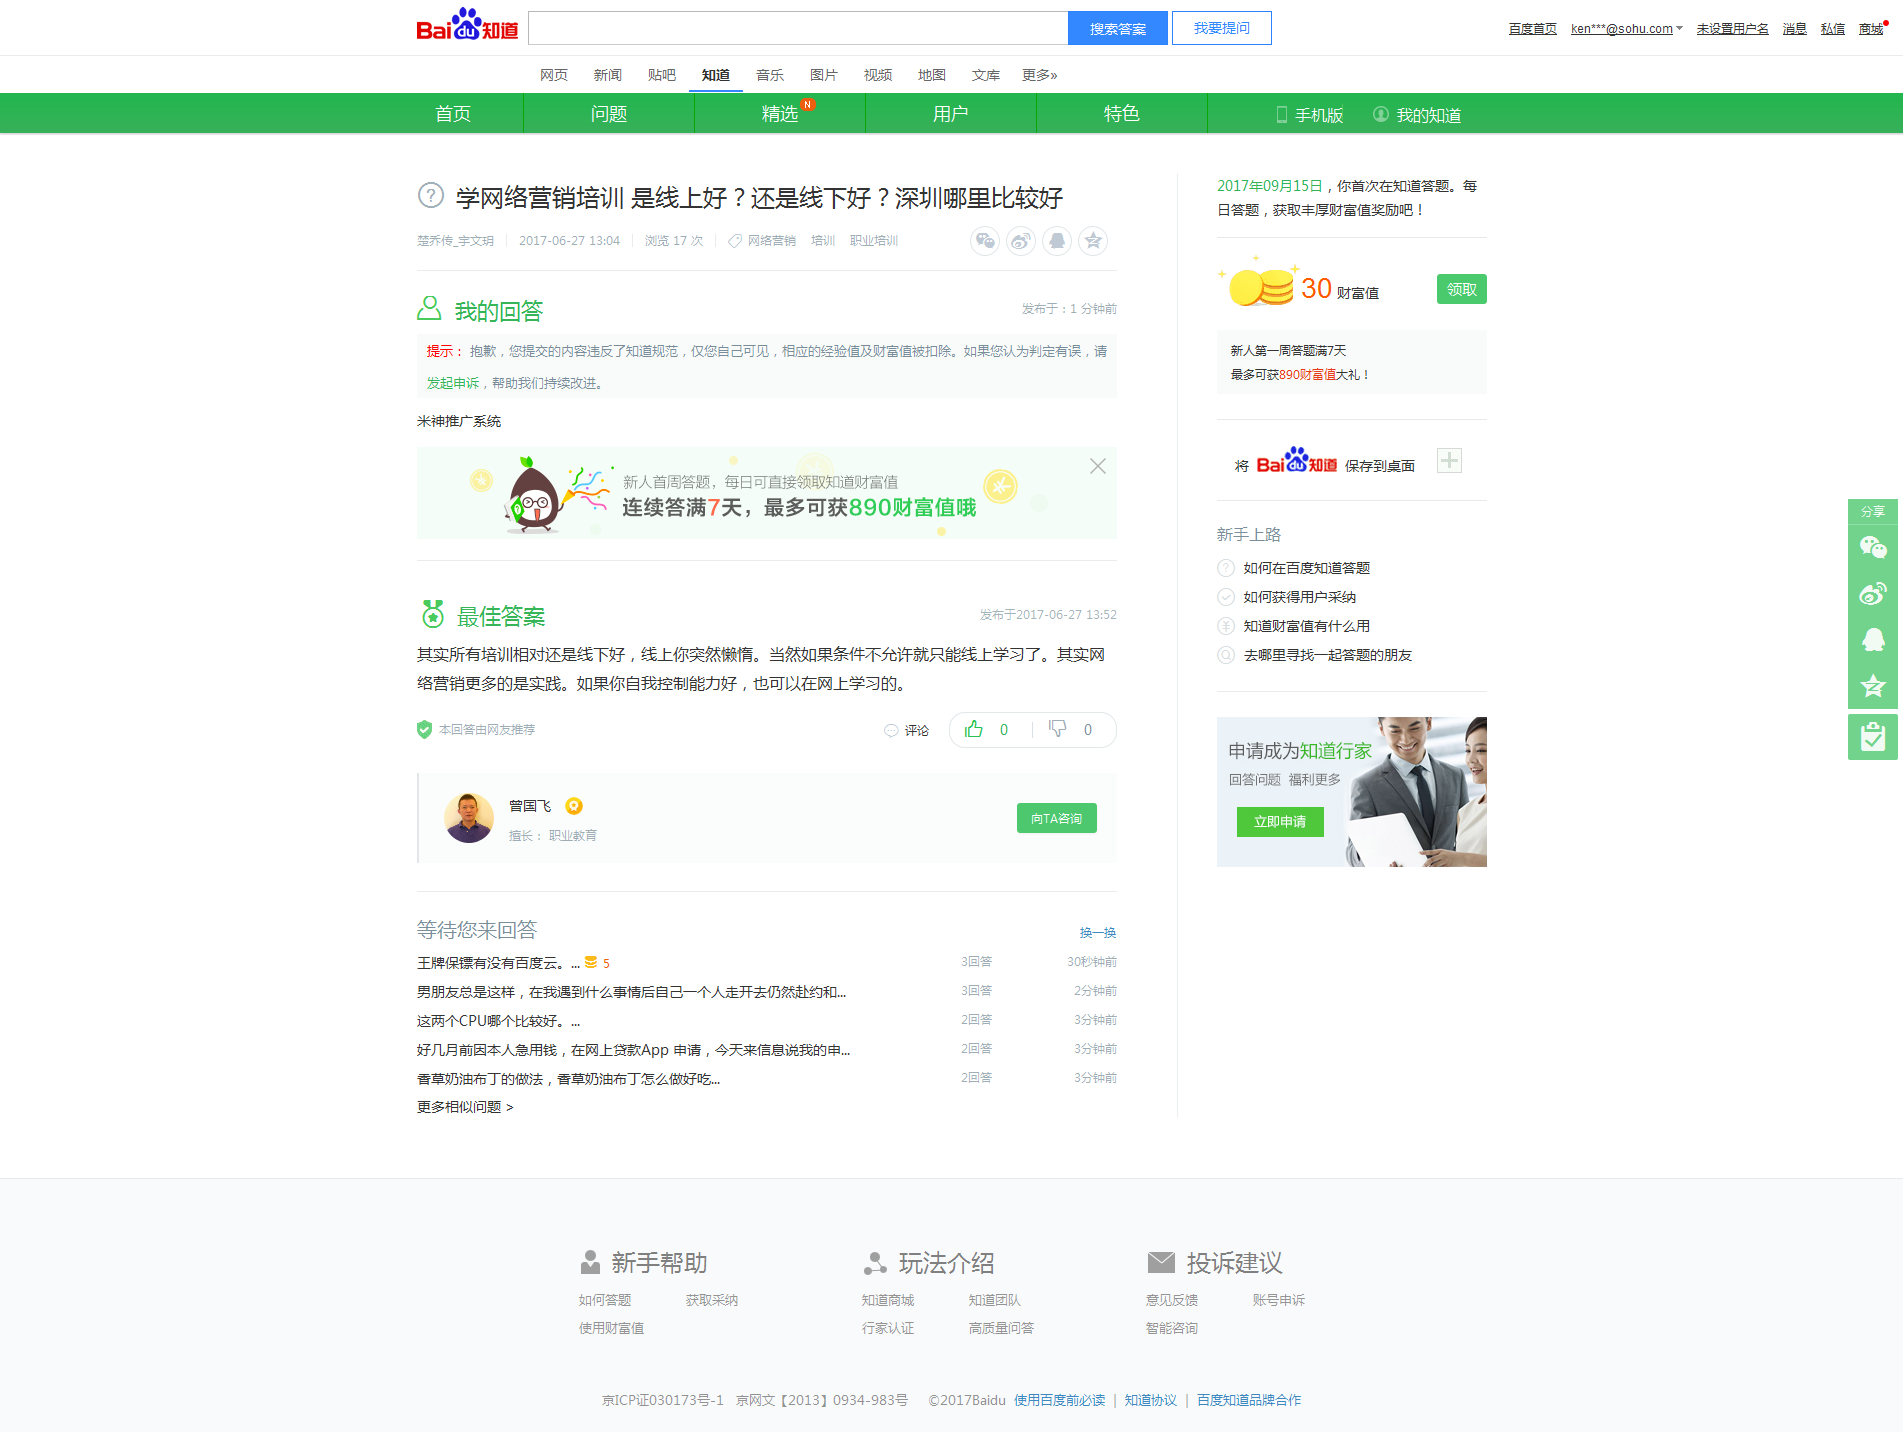 Bai du 知道
搜索答案
我要提问
百度首页 ken***@sohu.com 未设置用户名 消息 私信 商城
网页 新闻 贴吧 知道 音乐 图片 视频 地图 文库 更多»
首页 问题 精选 N 用户 特色 手机版 我的知道
学网络营销培训 是线上好？还是线下好？深圳哪里比较好
楚乔传_宇文玥 2017-06-27 13:04 浏览 17 次 网络营销 培训 职业培训
我的回答
发布于：1 分钟前
提示： 抱歉，您提交的内容违反了知道规范，仅您自己可见，相应的经验值及财富值被扣除。如果您认为判定有误，请
发起申诉，帮助我们持续改进。
米神推广系统
新人首周答题，每日可直接领取知道财富值
连续答满7天，最多可获890财富值哦
最佳答案
发布于2017-06-27 13:52
其实所有培训相对还是线下好，线上你突然懒惰。当然如果条件不允许就只能线上学习了。其实网
络营销更多的是实践。如果你自我控制能力好，也可以在网上学习的。
本回答由网友推荐
评论 0 0
曾国飞
擅长： 职业教育
向TA咨询
等待您来回答
换一换
王牌保镖有没有百度云。... 5 3回答 30秒钟前
男朋友总是这样，在我遇到什么事情后自己一个人走开去仍然赴约和... 3回答 2分钟前
这两个CPU哪个比较好。... 2回答 3分钟前
好几月前因本人急用钱，在网上贷款App 申请，今天来信息说我的申... 2回答 3分钟前
香草奶油布丁的做法，香草奶油布丁怎么做好吃... 2回答 3分钟前
更多相似问题 >
2017年09月15日，你首次在知道答题。每
日答题，获取丰厚财富值奖励吧！
30 财富值
领取
新人第一周答题满7天
最多可获890财富值大礼！
将 Bai du 知道 保存到桌面
新手上路
如何在百度知道答题
如何获得用户采纳
知道财富值有什么用
去哪里寻找一起答题的朋友
申请成为知道行家
回答问题 福利更多
立即申请
分享
新手帮助
如何答题 获取采纳
使用财富值
玩法介绍
知道商城 知道团队
行家认证 高质量问答
投诉建议
意见反馈 账号申诉
智能咨询
京ICP证030173号-1 京网文【2013】0934-983号 ©2017Baidu 使用百度前必读 | 知道协议 | 百度知道品牌合作